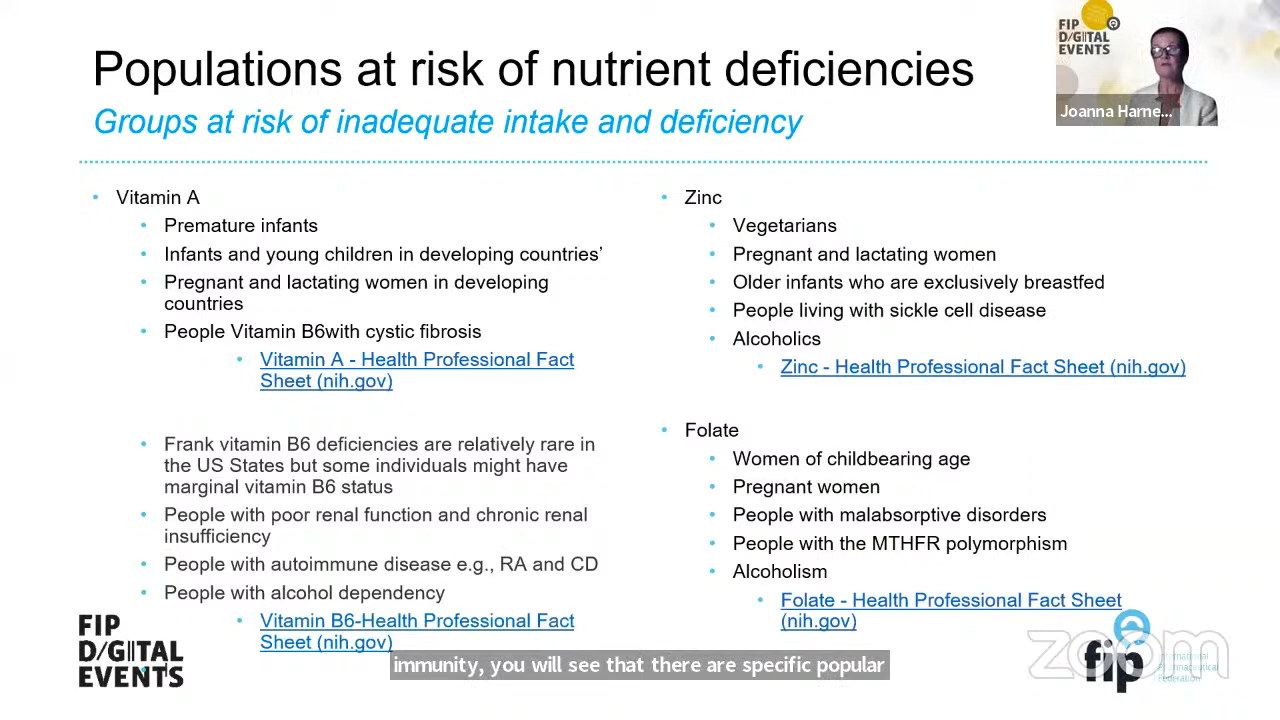 Populations at risk of nutrient deficiencies
Groups at risk of inadequate intake and deficiency
FIP
D/G|TAL
EVENTS
Joanna Harne...
Vitamin A
Premature infants
Infants and young children in developing countries’
Pregnant and lactating women in developing
countries
People Vitamin B6with cystic fibrosis
Vitamin A - Health Professional Fact
Sheet (nih.gov)
Frank vitamin B6 deficiencies are relatively rare in
the US States but some individuals might have
marginal vitamin B6 status
People with poor renal function and chronic renal
insufficiency
People with autoimmune disease e.g., RA and CD
People with alcohol dependency
Vitamin B6-Health Professional Fact
Sheet (nih.gov)
Zinc
Vegetarians
Pregnant and lactating women
Older infants who are exclusively breastfed
People living with sickle cell disease
Alcoholics
Zinc - Health Professional Fact Sheet (nih.gov)
Folate
Women of childbearing age
Pregnant women
People with malabsorptive disorders
People with the MTHFR polymorphism
Alcoholism
Folate - Health Professional Fact Sheet
(nih.gov)
FIP
D/G|TAL
EVENTS
immunity, you will see that there are specific popular
zoom
fip
International
Pharmaceutical
Federation